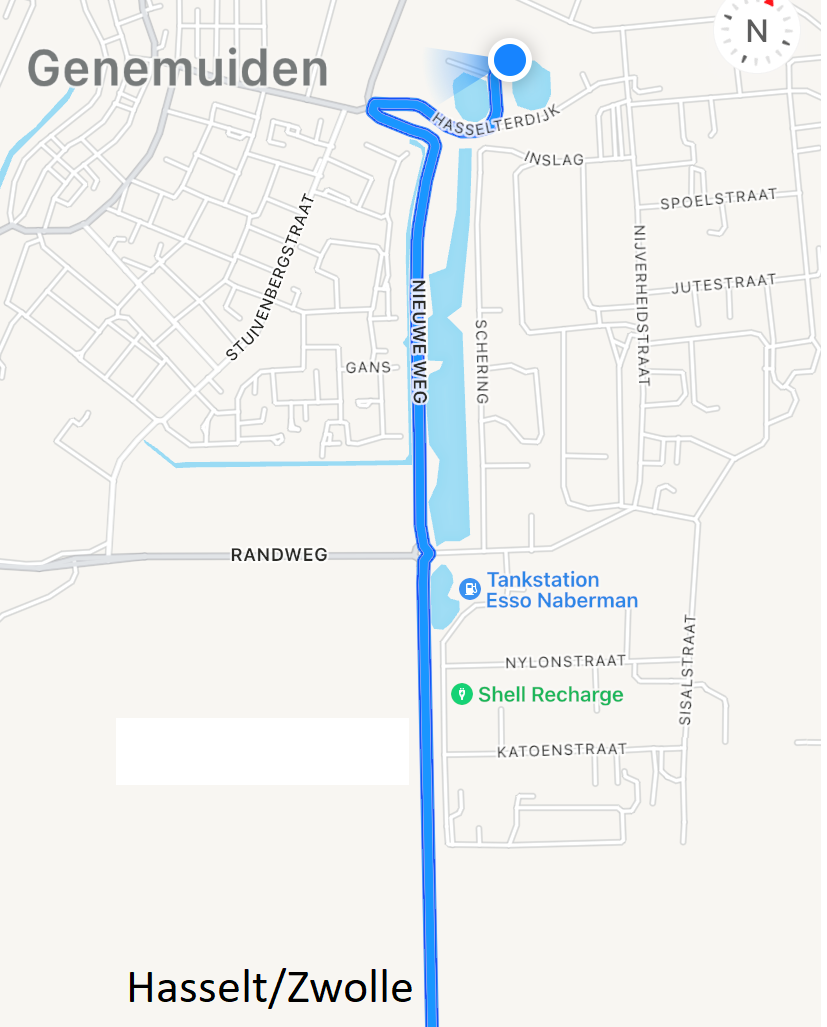 N
Genemuiden
HASSELTERDIJK
INSLAG
SPOELSTRAAT
STUIVENBERGSTRAAT
NIJVERHEIDSTRAAT
JUTESTRAAT
NIEUWE WEG
SCHERING
GANS
RANDWEG
Tankstation
Esso Naberman
NYLONSTRAAT
SISALSTRAAT
Shell Recharge
KATOENSTRAAT
Hasselt/Zwolle